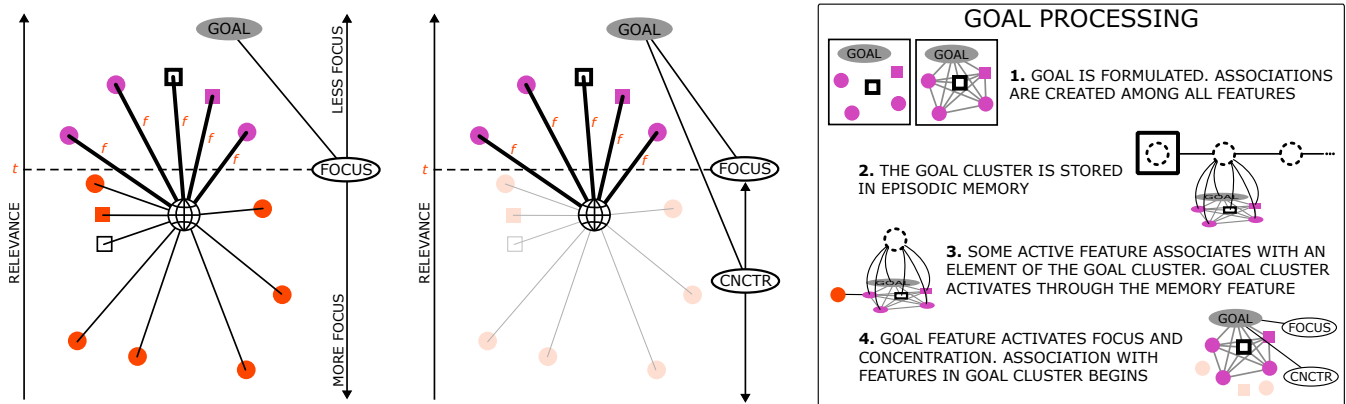 GOAL
LESS FOCUS
f
f
f
f
f
t
FOCUS
RELEVANCE
MORE FOCUS
GOAL
f
f
f
f
f
t
FOCUS
RELEVANCE
CNCTR
GOAL PROCESSING
GOAL
GOAL
1. GOAL IS FORMULATED. ASSOCIATIONS
ARE CREATED AMONG ALL FEATURES
2. THE GOAL CLUSTER IS STORED
IN EPISODIC MEMORY
GOAL
3. SOME ACTIVE FEATURE ASSOCIATES WITH AN
ELEMENT OF THE GOAL CLUSTER. GOAL CLUSTER
ACTIVATES THROUGH THE MEMORY FEATURE
GOAL
4. GOAL FEATURE ACTIVATES FOCUS AND
CONCENTRATION. ASSOCIATION WITH
FEATURES IN GOAL CLUSTER BEGINS
GOAL
FOCUS
CNCTR